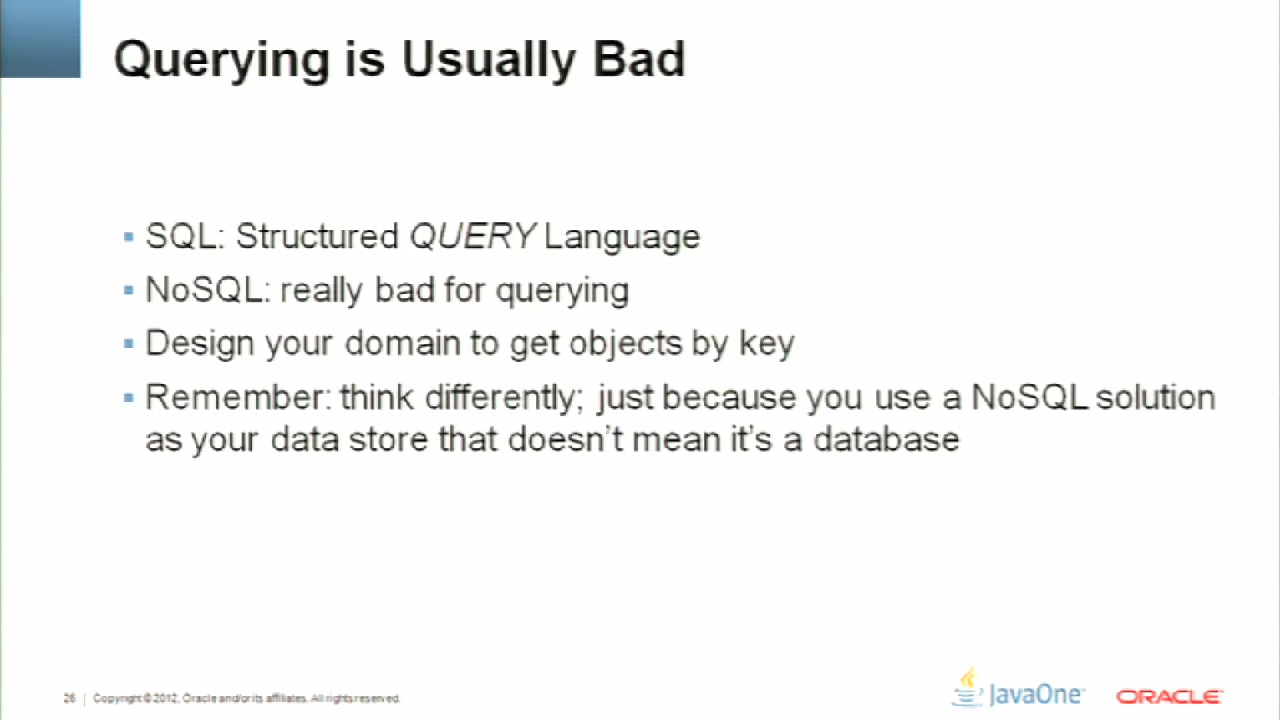 Querying is Usually Bad
SQL: Structured QUERY Language
NoSQL: really bad for querying
Design your domain to get objects by key
Remember: think differently; just because you use a NoSQL solution
as your data store that doesn't mean it's a database
26 | Copyright © 2012, Oracle and/or its affiliates. All rights reserved.
JavaOne
ORACLE